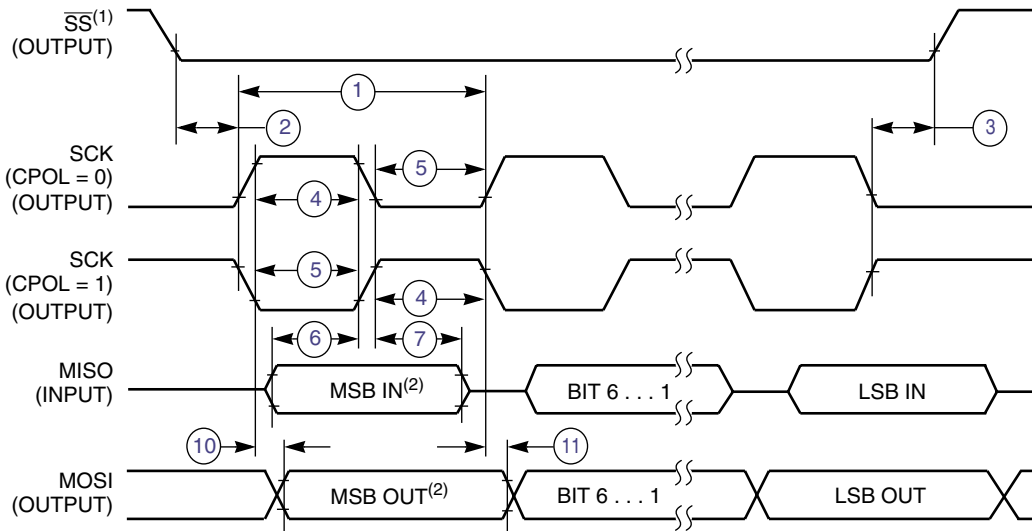 SS(1)
(OUTPUT)
1
2
3
SCK
(CPOL = 0)
(OUTPUT)
5
4
SCK
(CPOL = 1)
(OUTPUT)
5
4
6
7
MISO
(INPUT)
MSB IN(2)
BIT 6 . . . 1
LSB IN
10
11
MOSI
(OUTPUT)
MSB OUT(2)
BIT 6 . . . 1
LSB OUT